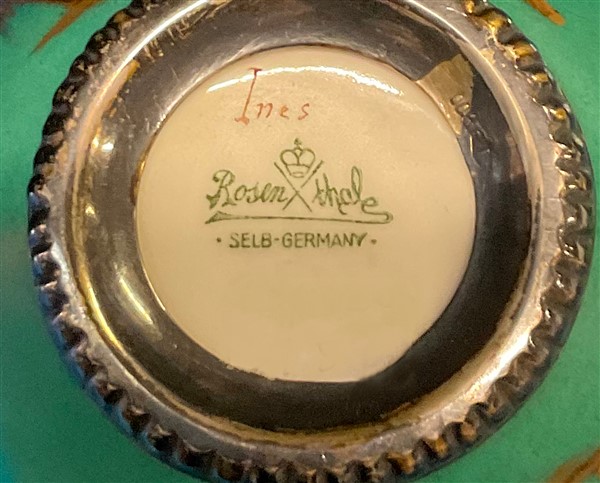 Ines
Rosenthal
· SELB-GERMANY ·